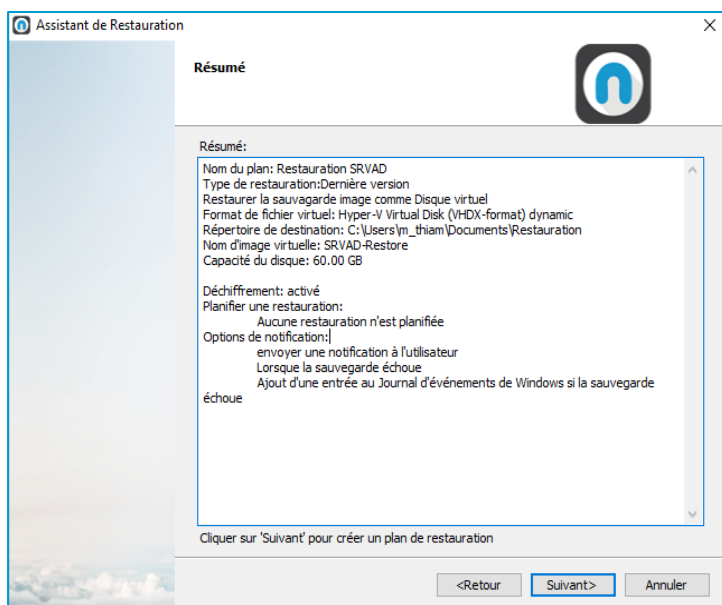 Assistant de Restauration
Résumé
Résumé:
Nom du plan: Restauration SRVAD
Type de restauration:Dernière version
Restaurer la sauvagarde image comme Disque virtuel
Format de fichier virtuel: Hyper-V Virtual Disk (VHDX-format) dynamic
Répertoire de destination: C:\Users\m_thiam\Documents\Restauration
Nom d'image virtuelle: SRVAD-Restore
Capacité du disque: 60.00 GB
Déchiffrement: activé
Planifier une restauration:
Aucune restauration n'est planifiée
Options de notification:
envoyer une notification à l'utilisateur
Lorsque la sauvegarde échoue
Ajout d'une entrée au Journal d'événements de Windows si la sauvegarde
échoue
Cliquer sur 'Suivant' pour créer un plan de restauration
<Retour
Suivant>
Annuler